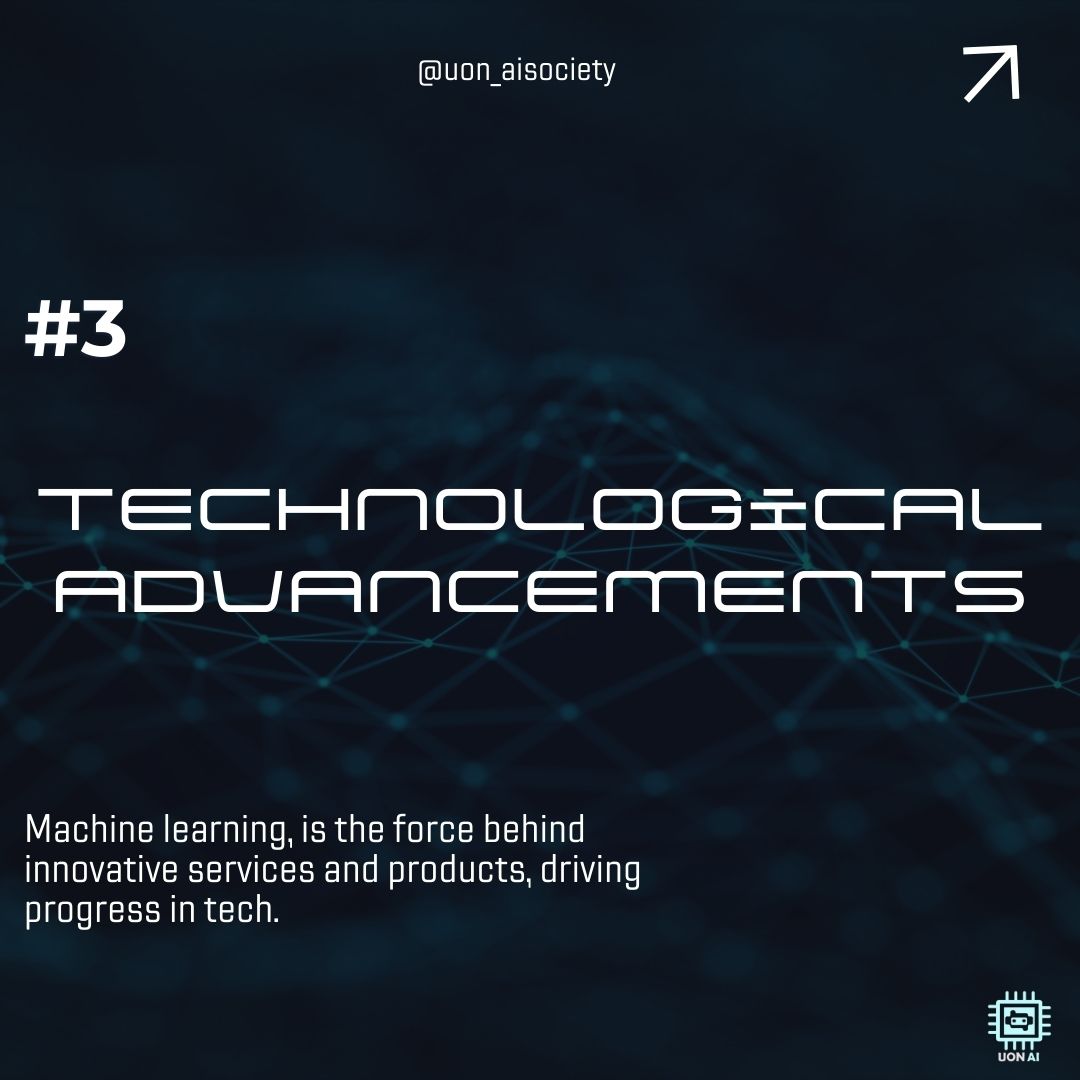 @uon_aisociety
#3
TECHNOLOGICAL
ADVANCEMENTS
Machine learning, is the force behind
innovative services and products, driving
progress in tech.
UON AI